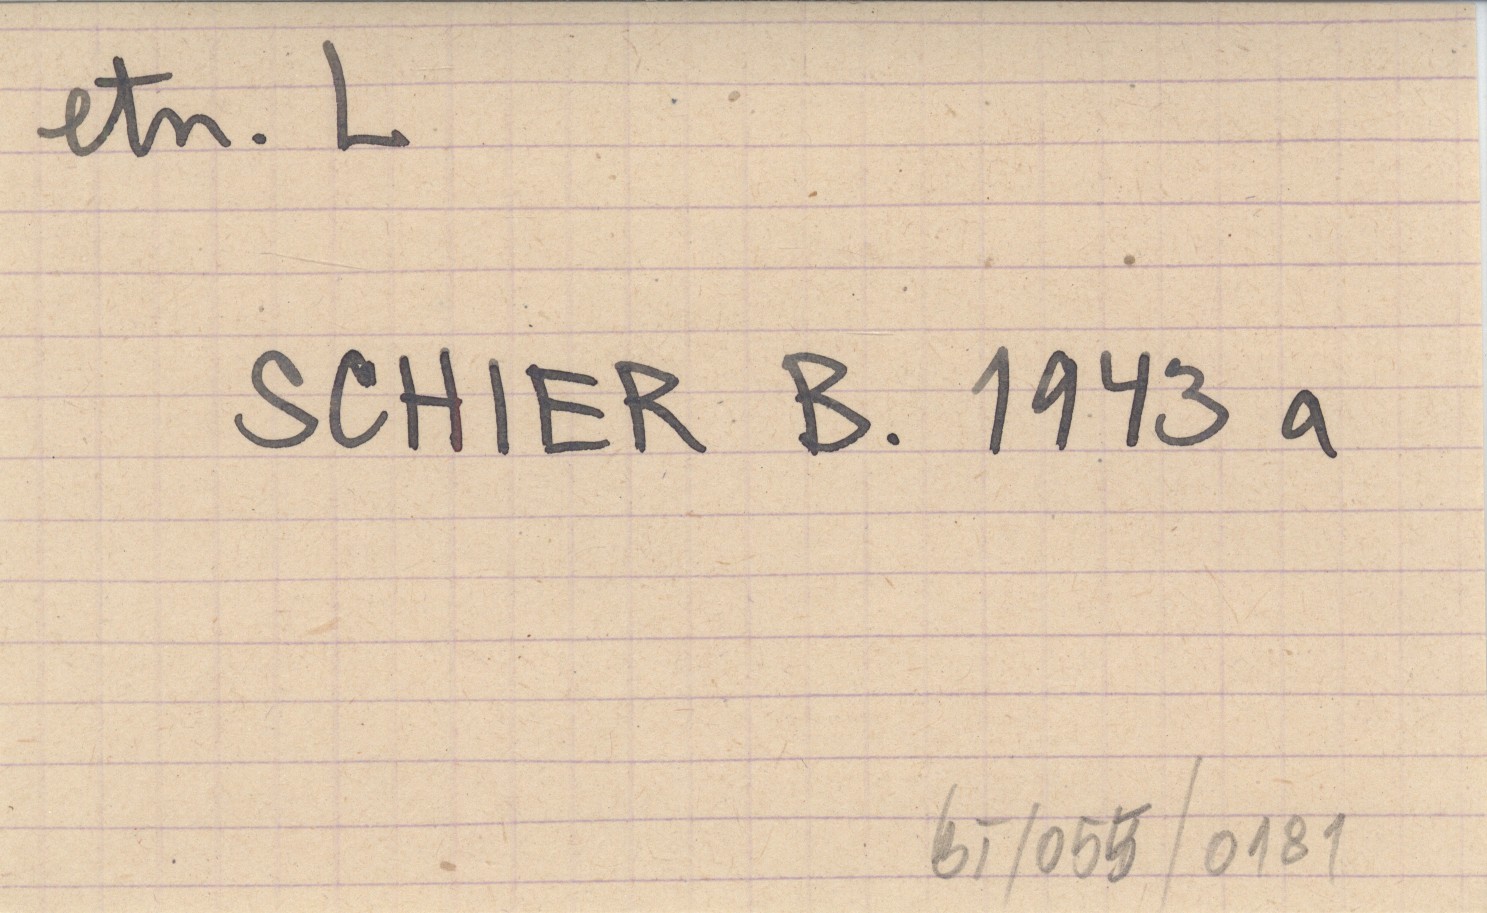 etn. L
SCHIER B. 1943 a
bI/055/0181